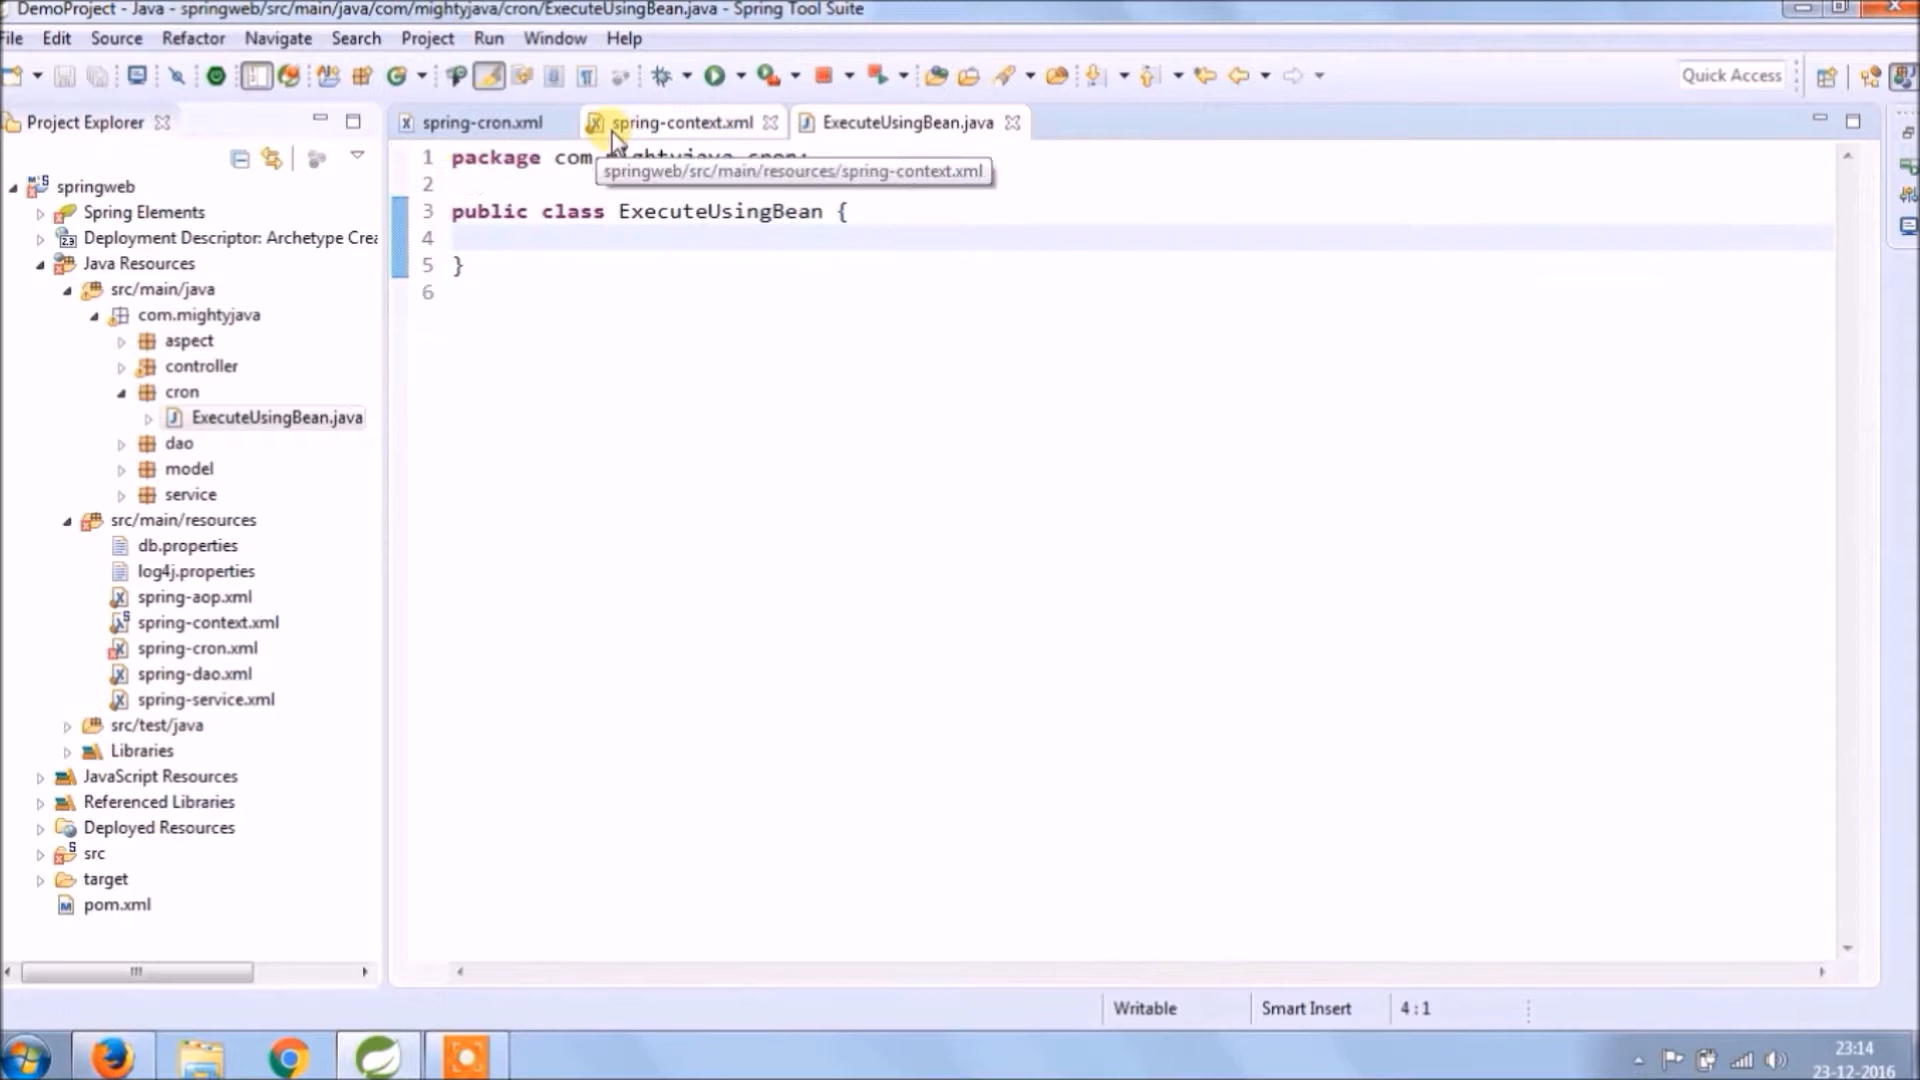 DemoProject - Java - springweb/src/main/java/com/mightyjava/cron/ExecuteUsingBean.java - Spring Tool Suite
File Edit Source Refactor Navigate Search Project Run Window Help
Quick Access
Project Explorer
spring-cron.xml
spring-context.xml
ExecuteUsingBean.java
springweb
Spring Elements
Deployment Descriptor: Archetype Crea
Java Resources
src/main/java
com.mightyjava
aspect
controller
cron
ExecuteUsingBean.java
dao
model
service
src/main/resources
db.properties
log4j.properties
spring-aop.xml
spring-context.xml
spring-cron.xml
spring-dao.xml
spring-service.xml
src/test/java
Libraries
JavaScript Resources
Referenced Libraries
Deployed Resources
src
target
pom.xml
1 package com.mightyjava.cron;
springweb/src/main/resources/spring-context.xml
2
3 public class ExecuteUsingBean {
4
5 }
6
Writable
Smart Insert
4 : 1
23:14
23-12-2016